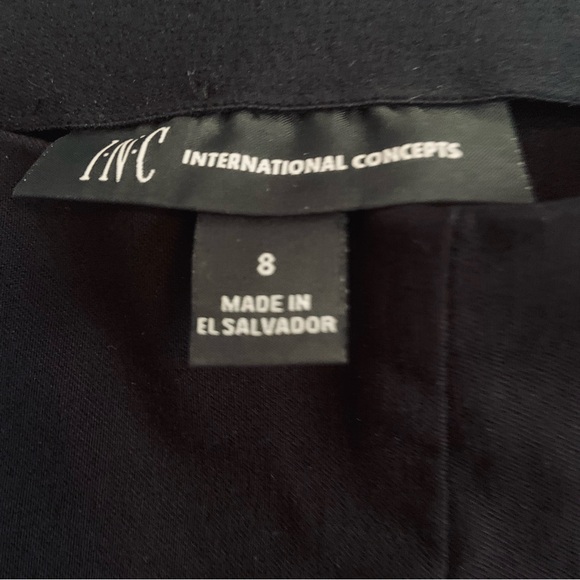 I·N·C INTERNATIONAL CONCEPTS
8
MADE IN
EL SALVADOR